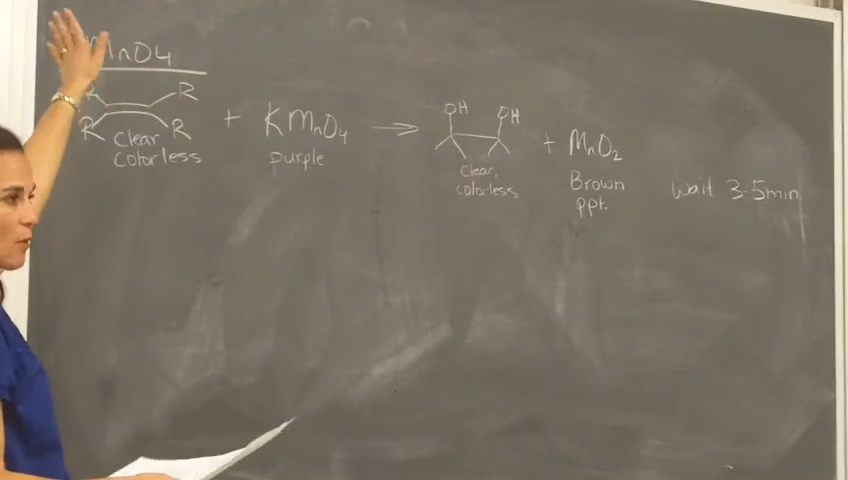 MnO4
R R + KMnO4 → OH OH + MnO2
R R
Clear
Colorless
purple
Clear,
Colorless
Brown
ppt.
Wait 3-5min